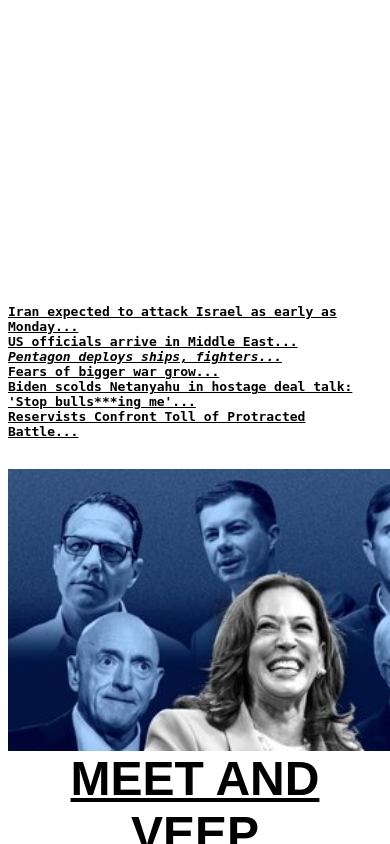 Iran expected to attack Israel as early as
Monday...
US officials arrive in Middle East...
Pentagon deploys ships, fighters...
Fears of bigger war grow...
Biden scolds Netanyahu in hostage deal talk:
'Stop bulls***ing me'...
Reservists Confront Toll of Protracted
Battle...
MEET AND
VEEP